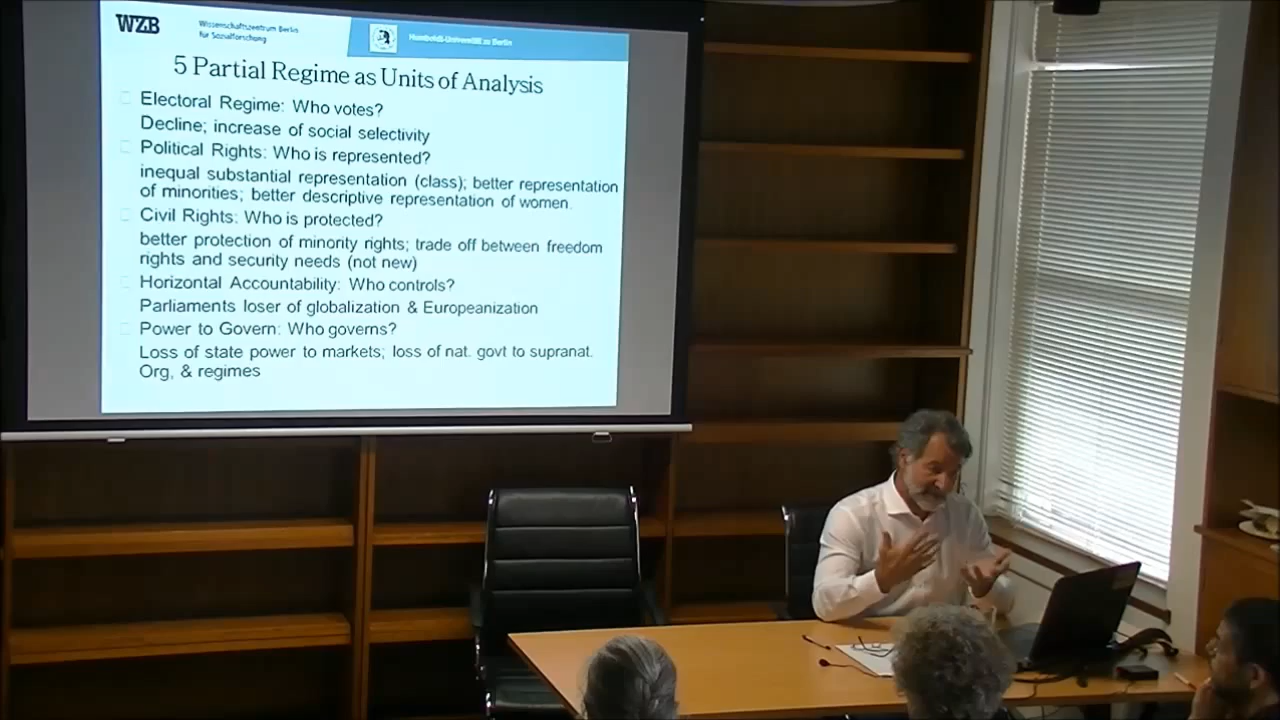 WZB
Wissenschaftszentrum Berlin
für Sozialforschung
Humboldt-Universität zu Berlin
5 Partial Regime as Units of Analysis
Electoral Regime: Who votes?
Decline; increase of social selectivity
Political Rights: Who is represented?
inequal substantial representation (class); better representation
of minorities; better descriptive representation of women.
Civil Rights: Who is protected?
better protection of minority rights; trade off between freedom
rights and security needs (not new)
Horizontal Accountability: Who controls?
Parliaments loser of globalization & Europeanization
Power to Govern: Who governs?
Loss of state power to markets; loss of nat. govt to supranat.
Org, & regimes